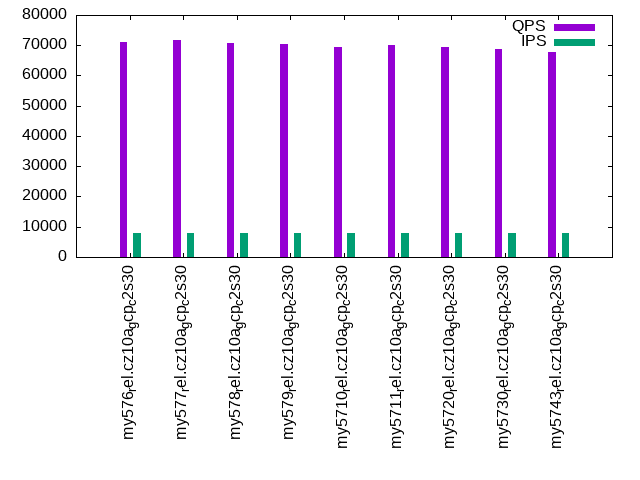 80000
70000
60000
50000
40000
30000
20000
10000
0
QPS
IPS
my576rel.cz10agcpc2s30
my577rel.cz10agcpc2s30
my578rel.cz10agcpc2s30
my579rel.cz10agcpc2s30
my5710rel.cz10agcpc2s30
my5711rel.cz10agcpc2s30
my5720rel.cz10agcpc2s30
my5730rel.cz10agcpc2s30
my5743rel.cz10agcpc2s30